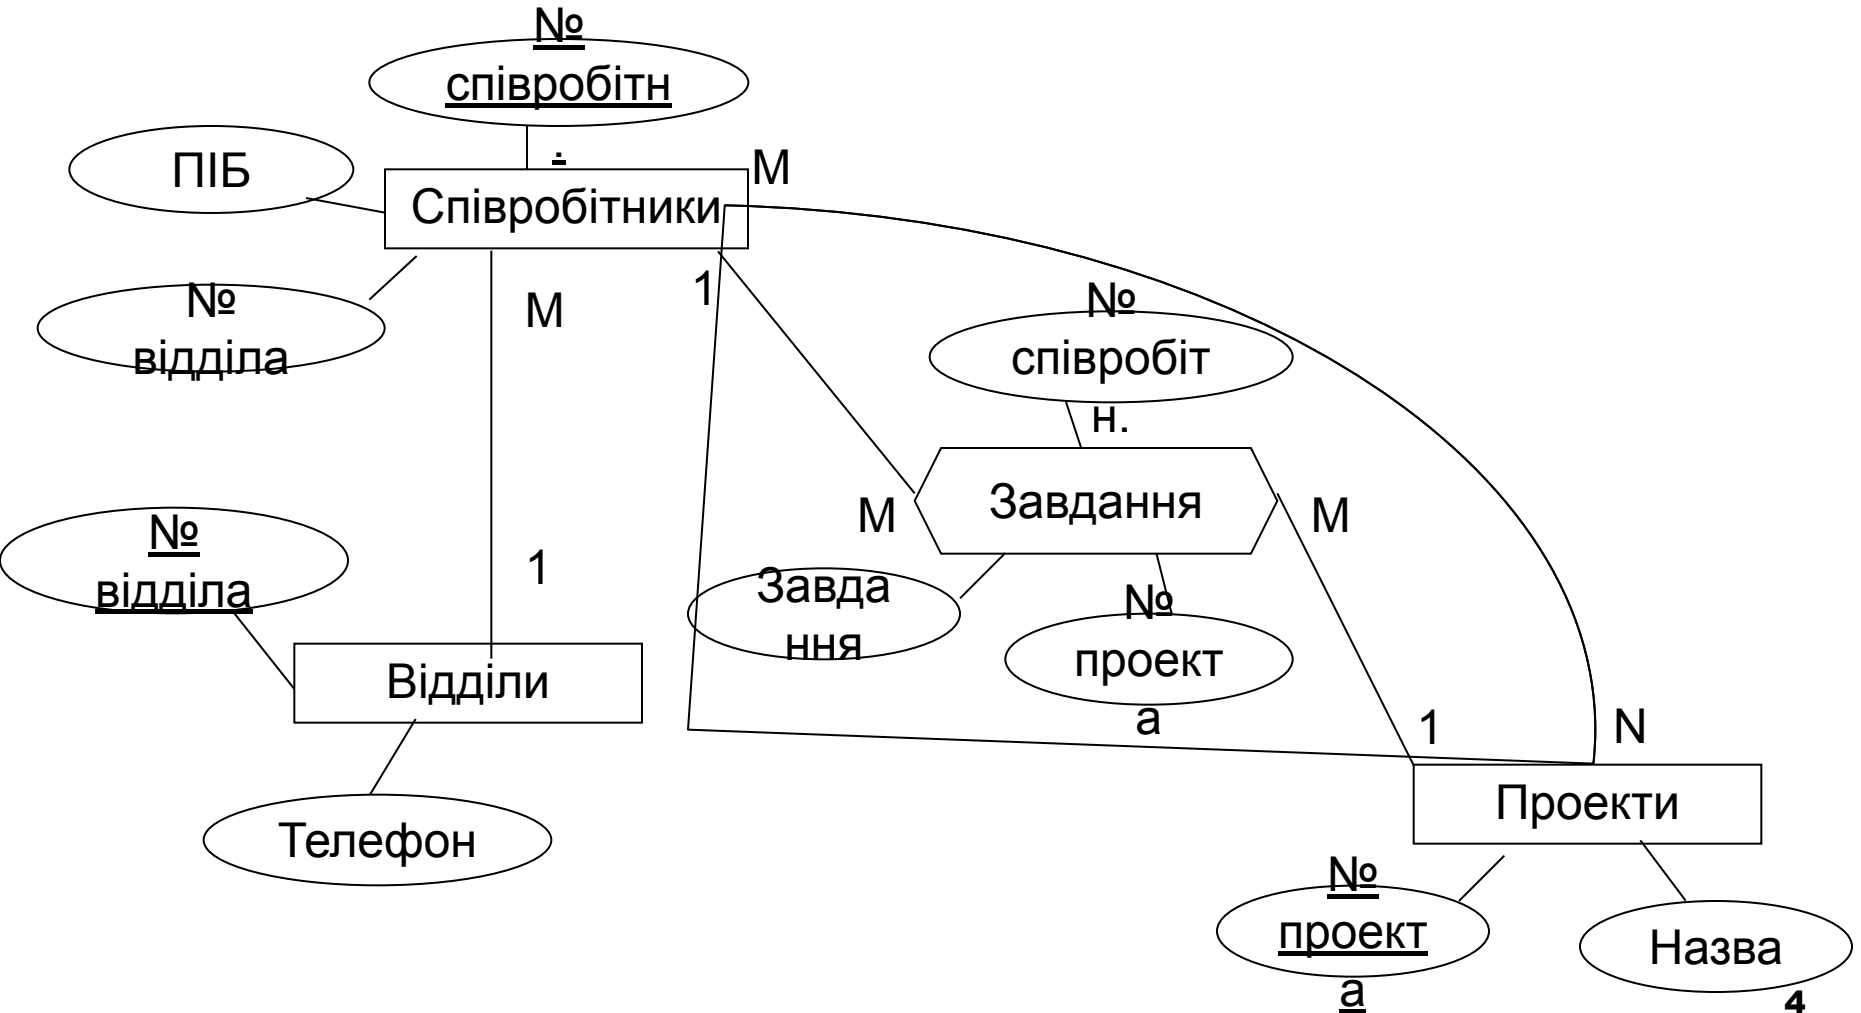 №
співробітн
.
ПІБ
М
Співробітники
1
№
відділа
М
№
співробіт
н.
Завдання
М
М
№
відділа
1
Завда
ння
№
проект
а
Відділи
1
N
Проекти
Телефон
№
проект
а
Назва
4